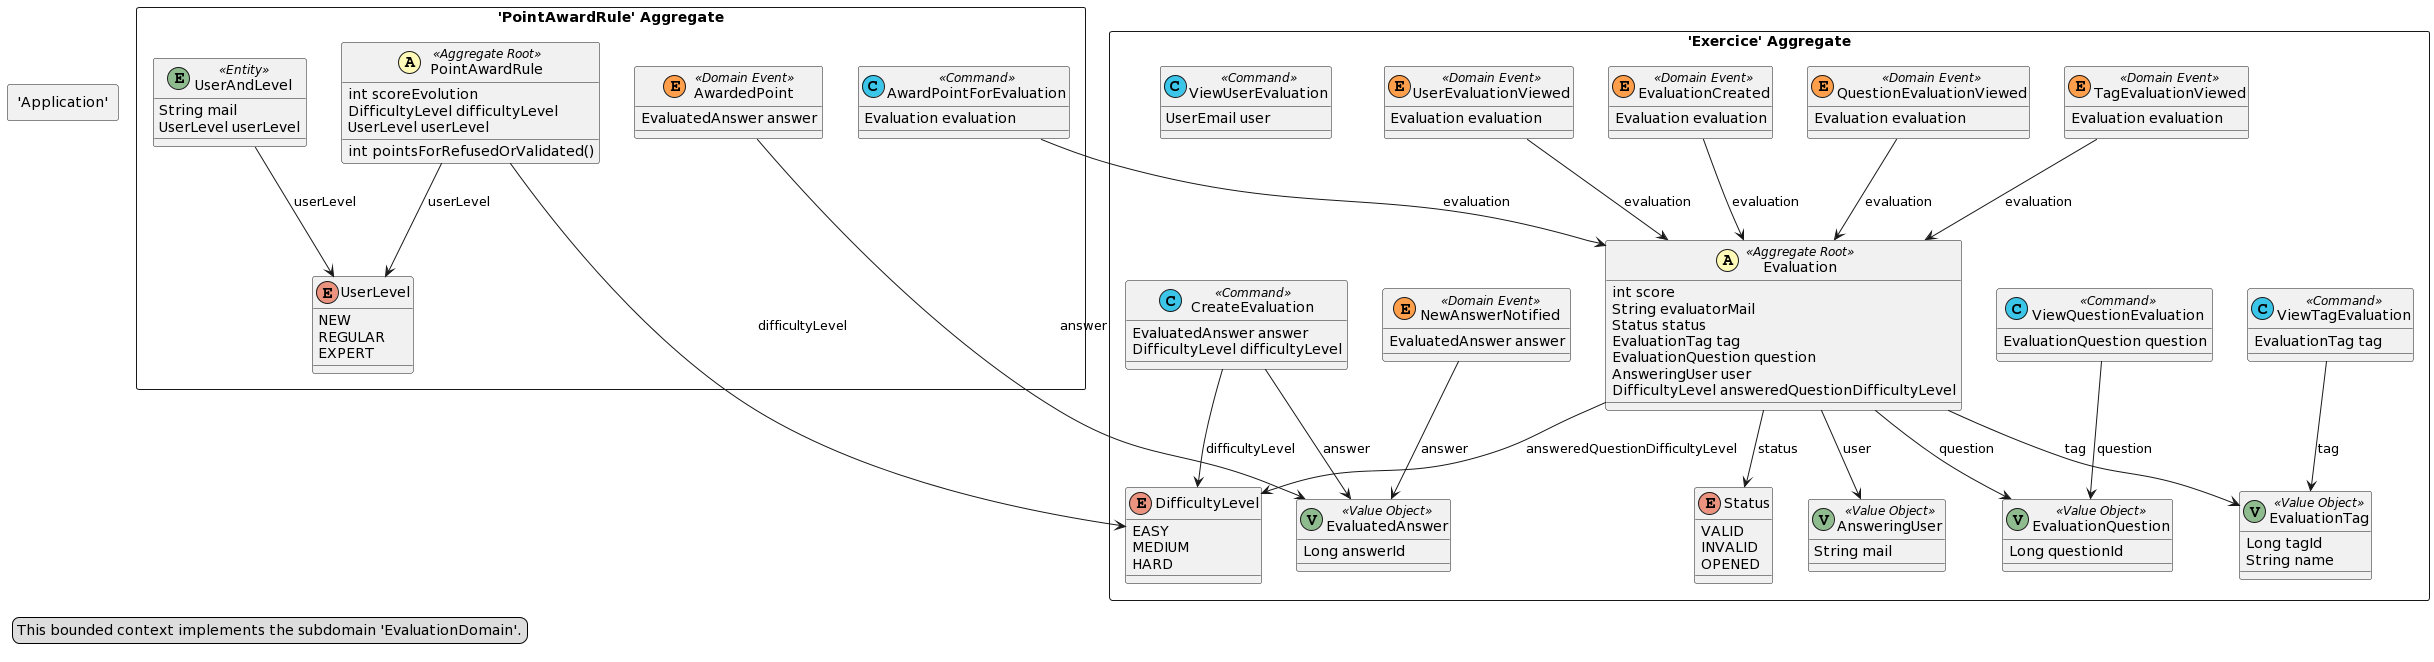 'Application'
'PointAwardRule' Aggregate
E «Entity»
UserAndLevel
String mail
UserLevel userLevel
A «Aggregate Root»
PointAwardRule
int scoreEvolution
DifficultyLevel difficultyLevel
UserLevel userLevel
int pointsForRefusedOrValidated()
E «Domain Event»
AwardedPoint
EvaluatedAnswer answer
C «Command»
AwardPointForEvaluation
Evaluation evaluation
userLevel
userLevel
E UserLevel
NEW
REGULAR
EXPERT
difficultyLevel
answer
'Exercice' Aggregate
C «Command»
ViewUserEvaluation
UserEmail user
E «Domain Event»
UserEvaluationViewed
Evaluation evaluation
E «Domain Event»
EvaluationCreated
Evaluation evaluation
E «Domain Event»
QuestionEvaluationViewed
Evaluation evaluation
E «Domain Event»
TagEvaluationViewed
Evaluation evaluation
evaluation
evaluation
evaluation
evaluation
evaluation
C «Command»
CreateEvaluation
EvaluatedAnswer answer
DifficultyLevel difficultyLevel
E «Domain Event»
NewAnswerNotified
EvaluatedAnswer answer
A «Aggregate Root»
Evaluation
int score
String evaluatorMail
Status status
EvaluationTag tag
EvaluationQuestion question
AnsweringUser user
DifficultyLevel answeredQuestionDifficultyLevel
C «Command»
ViewQuestionEvaluation
EvaluationQuestion question
C «Command»
ViewTagEvaluation
EvaluationTag tag
difficultyLevel
answer
answer
answeredQuestionDifficultyLevel
status
user
question
tag
question
tag
E DifficultyLevel
EASY
MEDIUM
HARD
V «Value Object»
EvaluatedAnswer
Long answerId
E Status
VALID
INVALID
OPENED
V «Value Object»
AnsweringUser
String mail
V «Value Object»
EvaluationQuestion
Long questionId
V «Value Object»
EvaluationTag
Long tagId
String name
This bounded context implements the subdomain 'EvaluationDomain'.